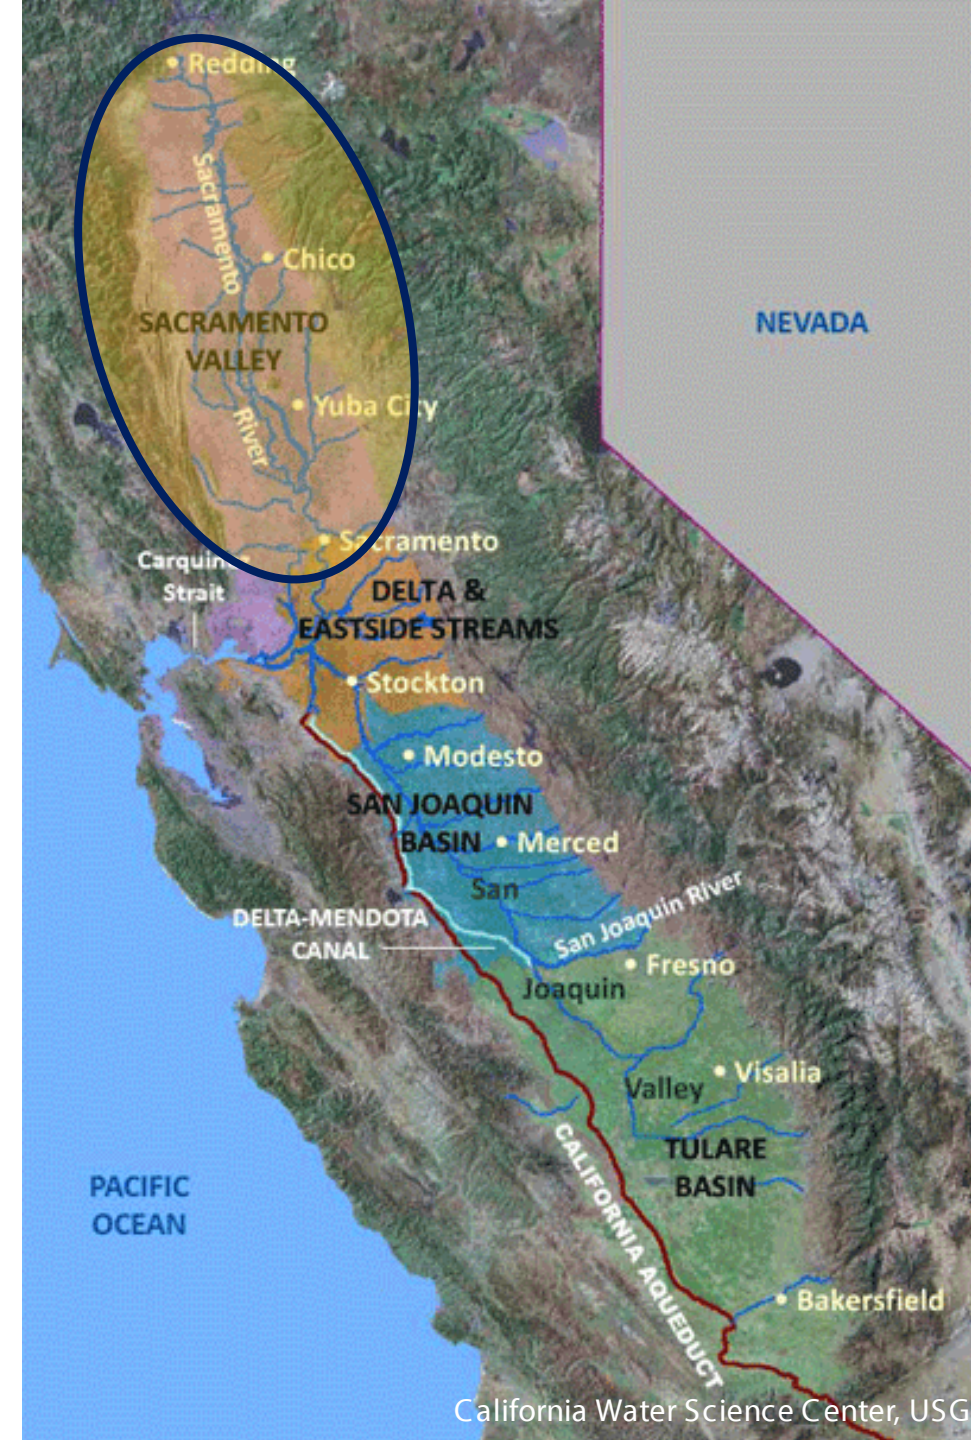 Redding
Sacramento
Chico
SACRAMENTO
VALLEY
NEVADA
Yuba City
River
Sacramento
Carquinez
Strait
DELTA &
EASTSIDE STREAMS
Stockton
Modesto
SAN JOAQUIN
BASIN
Merced
San
San Joaquin River
DELTA-MENDOTA
CANAL
Fresno
Joaquin
Visalia
Valley
TULARE
BASIN
CALIFORNIA AQUEDUCT
PACIFIC
OCEAN
Bakersfield
California Water Science Center, USG